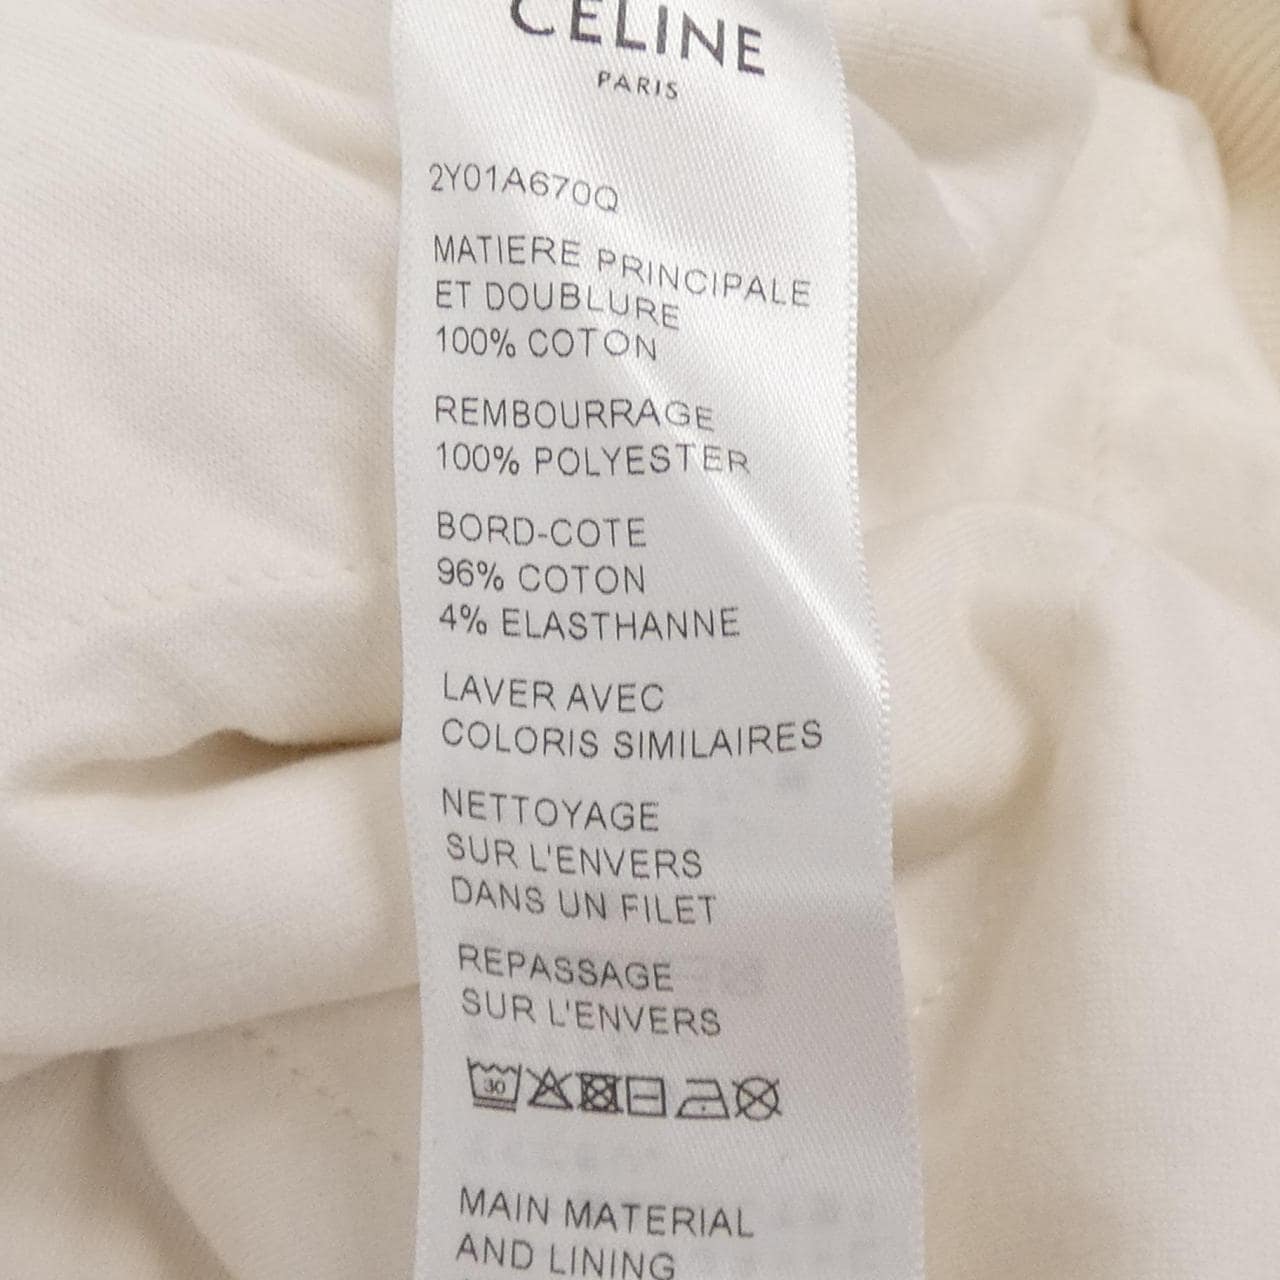 CELINE
PARIS
2Y01A670Q
MATIERE PRINCIPALE
ET DOUBLURE
100% COTON
REMBOURRAGE
100% POLYESTER
BORD-COTE
96% COTON
4% ELASTHANNE
LAVER AVEC
COLORIS SIMILAIRES
NETTOYAGE
SUR L'ENVERS
DANS UN FILET
REPASSAGE
SUR L'ENVERS
30
MAIN MATERIAL
AND LINING